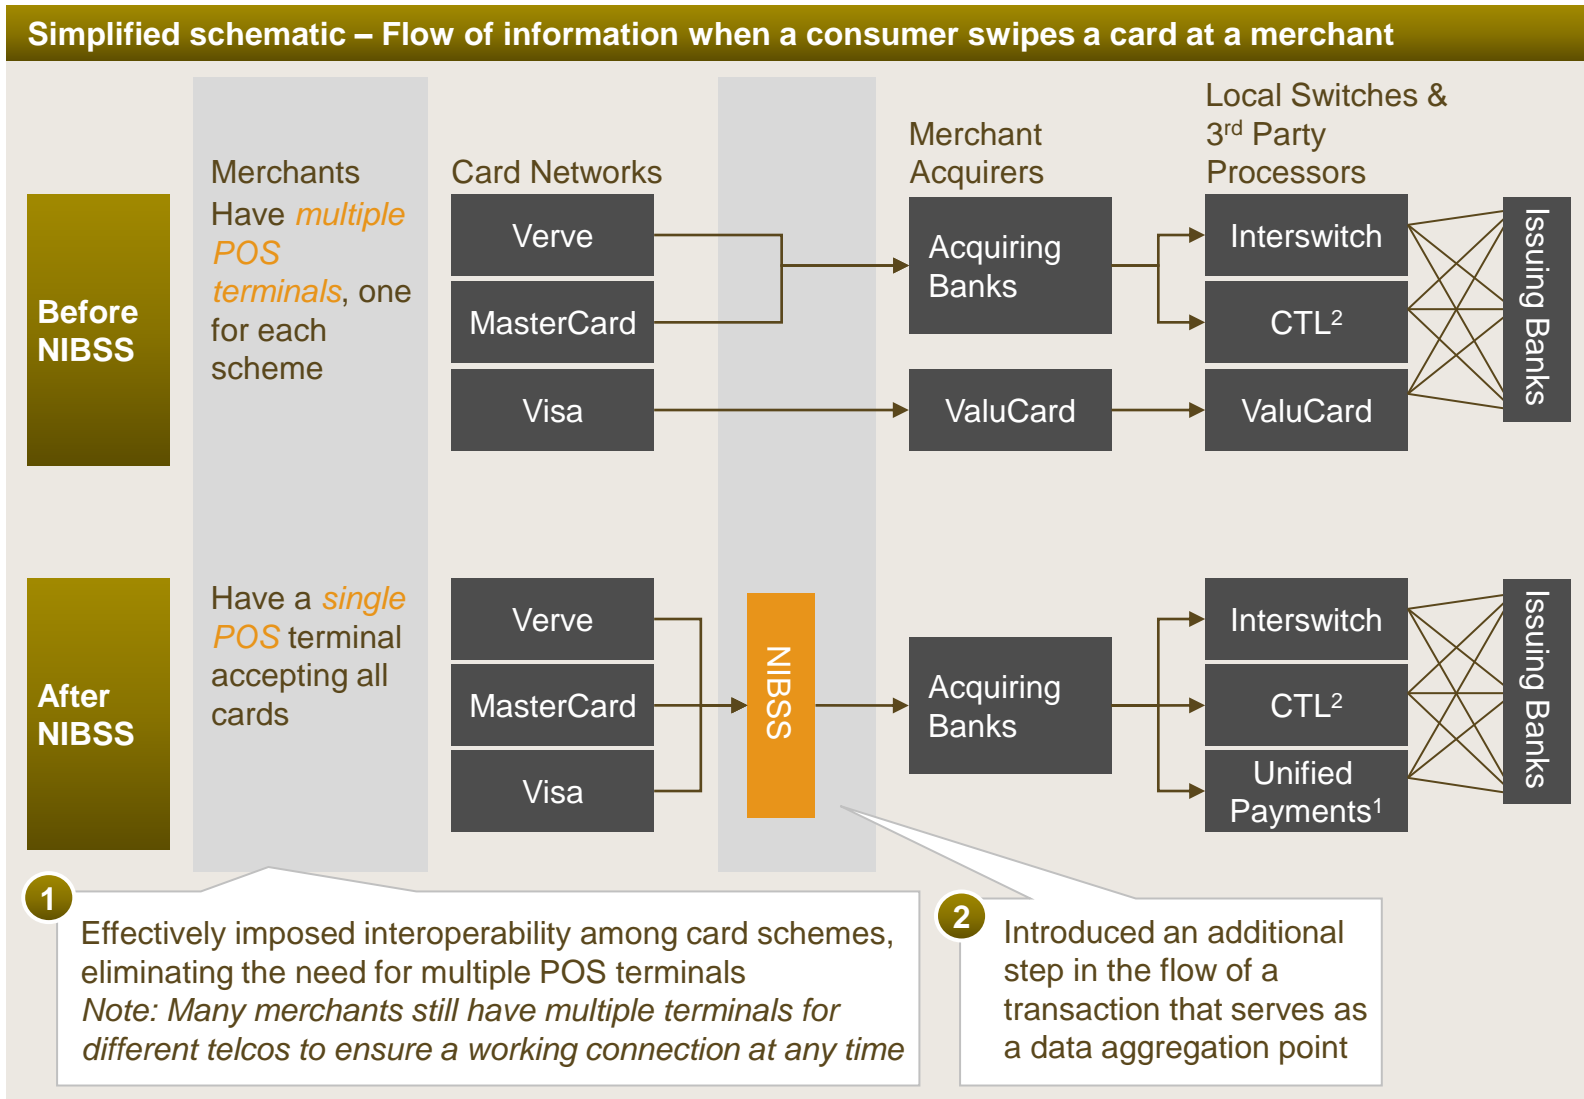 Simplified schematic – Flow of information when a consumer swipes a card at a merchant
Local Switches &
3rd Party
Processors
Merchant
Acquirers
Card Networks
Merchants
Before
NIBSS
Have multiple
POS
terminals, one
for each
scheme
Verve
MasterCard
Visa
Acquiring
Banks
ValuCard
Interswitch
CTL2
ValuCard
Issuing Banks
After
NIBSS
Have a single
POS terminal
accepting all
cards
Verve
MasterCard
Visa
NIBSS
Acquiring
Banks
Interswitch
CTL2
Unified
Payments1
Issuing Banks
1
Effectively imposed interoperability among card schemes,
eliminating the need for multiple POS terminals
Note: Many merchants still have multiple terminals for
different telcos to ensure a working connection at any time
2
Introduced an additional
step in the flow of a
transaction that serves as
a data aggregation point